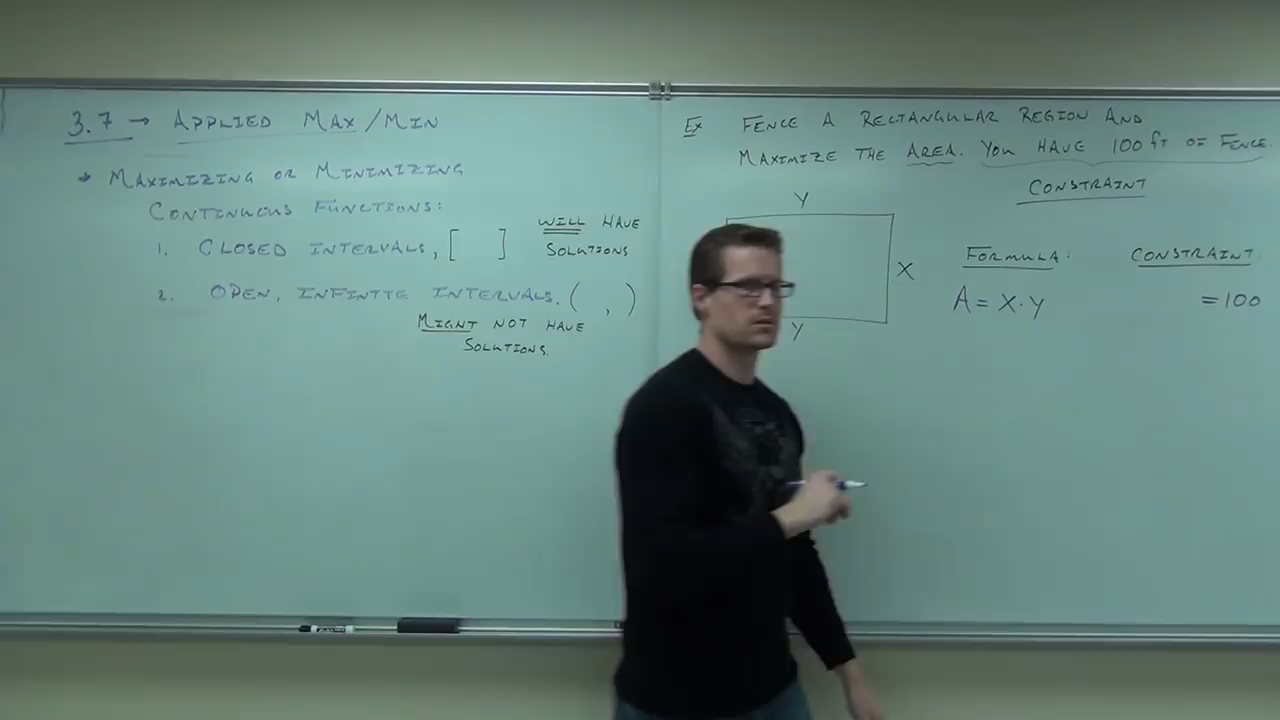 3.7 → APPLIED MAX/MIN
MAXIMIZING OR MINIMIZING
CONTINUOUS FUNCTIONS:
1. CLOSED INTERVALS, [ ]
WILL HAVE
SOLUTIONS
2. OPEN, INFINITE INTERVALS. ( , )
MIGHT NOT HAVE
SOLUTIONS.
EX FENCE A RECTANGULAR REGION AND
MAXIMIZE THE AREA. YOU HAVE 100 ft OF FENCE.
CONSTRAINT
Y
X
Y
FORMULA:
A = X·Y
CONSTRAINT
= 100